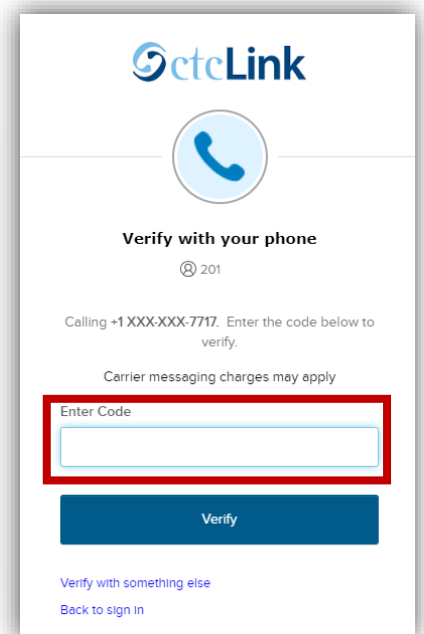 ctcLink
Verify with your phone
201
Calling +1 XXX-XXX-7717. Enter the code below to
verify.
Carrier messaging charges may apply
Enter Code
Verify
Verify with something else
Back to sign in